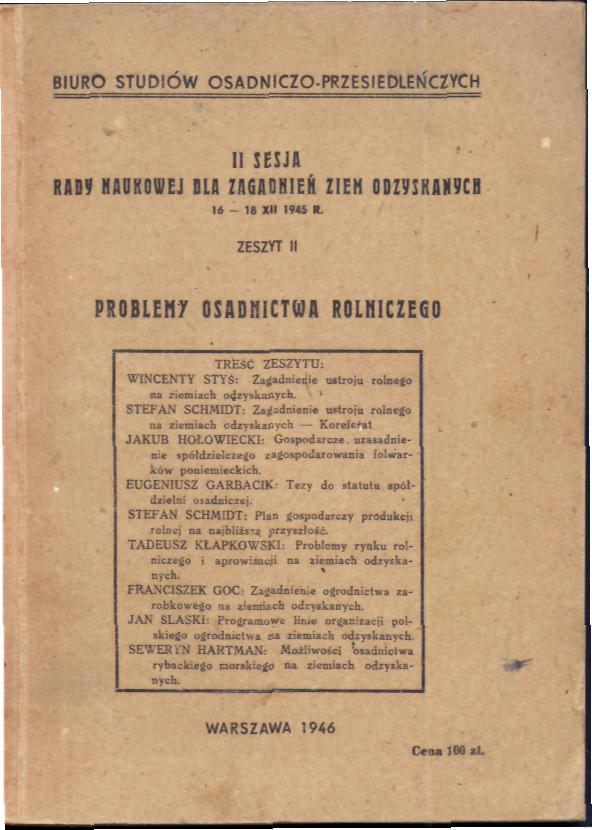 BIURO STUDIÓW OSADNICZO-PRZESIEDLEŃCZYCH
II SESJA
RADY NAUKOWEJ DLA ZAGADNIEŃ ZIEM ODZYSKANYCH
16 — 18 XII 1945 R.
ZESZYT II
PROBLEMY OSADNICTWA ROLNICZEGO
TREŚĆ ZESZYTU:
WINCENTY STYŚ: Zagadnienie ustroju rolnego
na ziemiach odzyskanych.
STEFAN SCHMIDT: Zagadnienie ustroju rolnego
na ziemiach odzyskanych — Koreferat
JAKUB HOŁOWIECKI: Gospodarcze uzasadnie-
nie spółdzielczego zagospodarowania folwar-
ków poniemieckich.
EUGENIUSZ GARBACIK: Tezy do statutu spół-
dzielni osadniczej.
STEFAN SCHMIDT: Plan gospodarczy produkcji
rolnej na najbliższą przyszłość.
TADEUSZ KŁAPKOWSKI: Problemy rynku rol-
niczego i aprowizacji na ziemiach odzyska-
nych.
FRANCISZEK GOC: Zagadnienie ogrodnictwa za-
robkowego na ziemiach odzyskanych.
JAN SLASKI: Programowe linie organizacji pol-
skiego ogrodnictwa na ziemiach odzyskanych.
SEWERYN HARTMAN: Możliwości osadnictwa
rybackiego morskiego na ziemiach odzyska-
nych.
WARSZAWA 1946
Cena 100 zł.